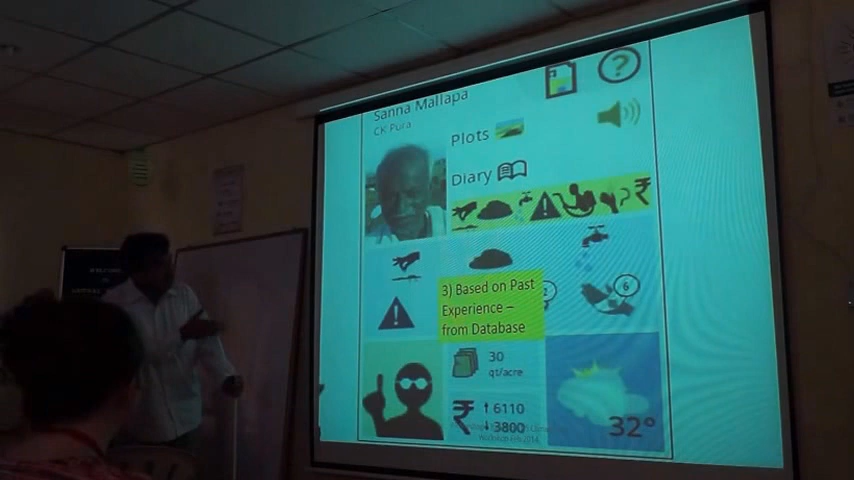 Sanna Mallapa
CK Pura
?
Plots
Diary
₹
3) Based on Past
Experience –
from Database
6
30
qt/acre
₹
↑ 6110
↓ 3800
32°